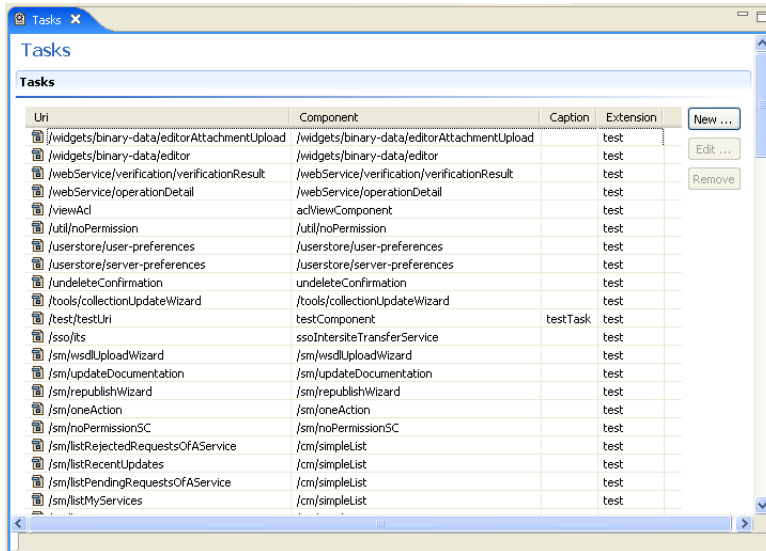 Tasks
Tasks
Tasks
Uri Component Caption Extension
/widgets/binary-data/editorAttachmentUpload /widgets/binary-data/editorAttachmentUpload test
/widgets/binary-data/editor /widgets/binary-data/editor test
/webService/verification/verificationResult /webService/verification/verificationResult test
/webService/operationDetail /webService/operationDetail test
/viewAcl aclViewComponent test
/util/noPermission /util/noPermission test
/userstore/user-preferences /userstore/user-preferences test
/userstore/server-preferences /userstore/server-preferences test
/undeleteConfirmation undeleteConfirmation test
/tools/collectionUpdateWizard /tools/collectionUpdateWizard test
/test/testUri testComponent testTask test
/sso/its ssoIntersiteTransferService test
/sm/wsdlUploadWizard /sm/wsdlUploadWizard test
/sm/updateDocumentation /sm/updateDocumentation test
/sm/republishWizard /sm/republishWizard test
/sm/oneAction /sm/oneAction test
/sm/noPermissionSC /sm/noPermissionSC test
/sm/listRejectedRequestsOfAService /cm/simpleList test
/sm/listRecentUpdates /cm/simpleList test
/sm/listPendingRequestsOfAService /cm/simpleList test
/sm/listMyServices /cm/simpleList test
New ...
Edit ...
Remove